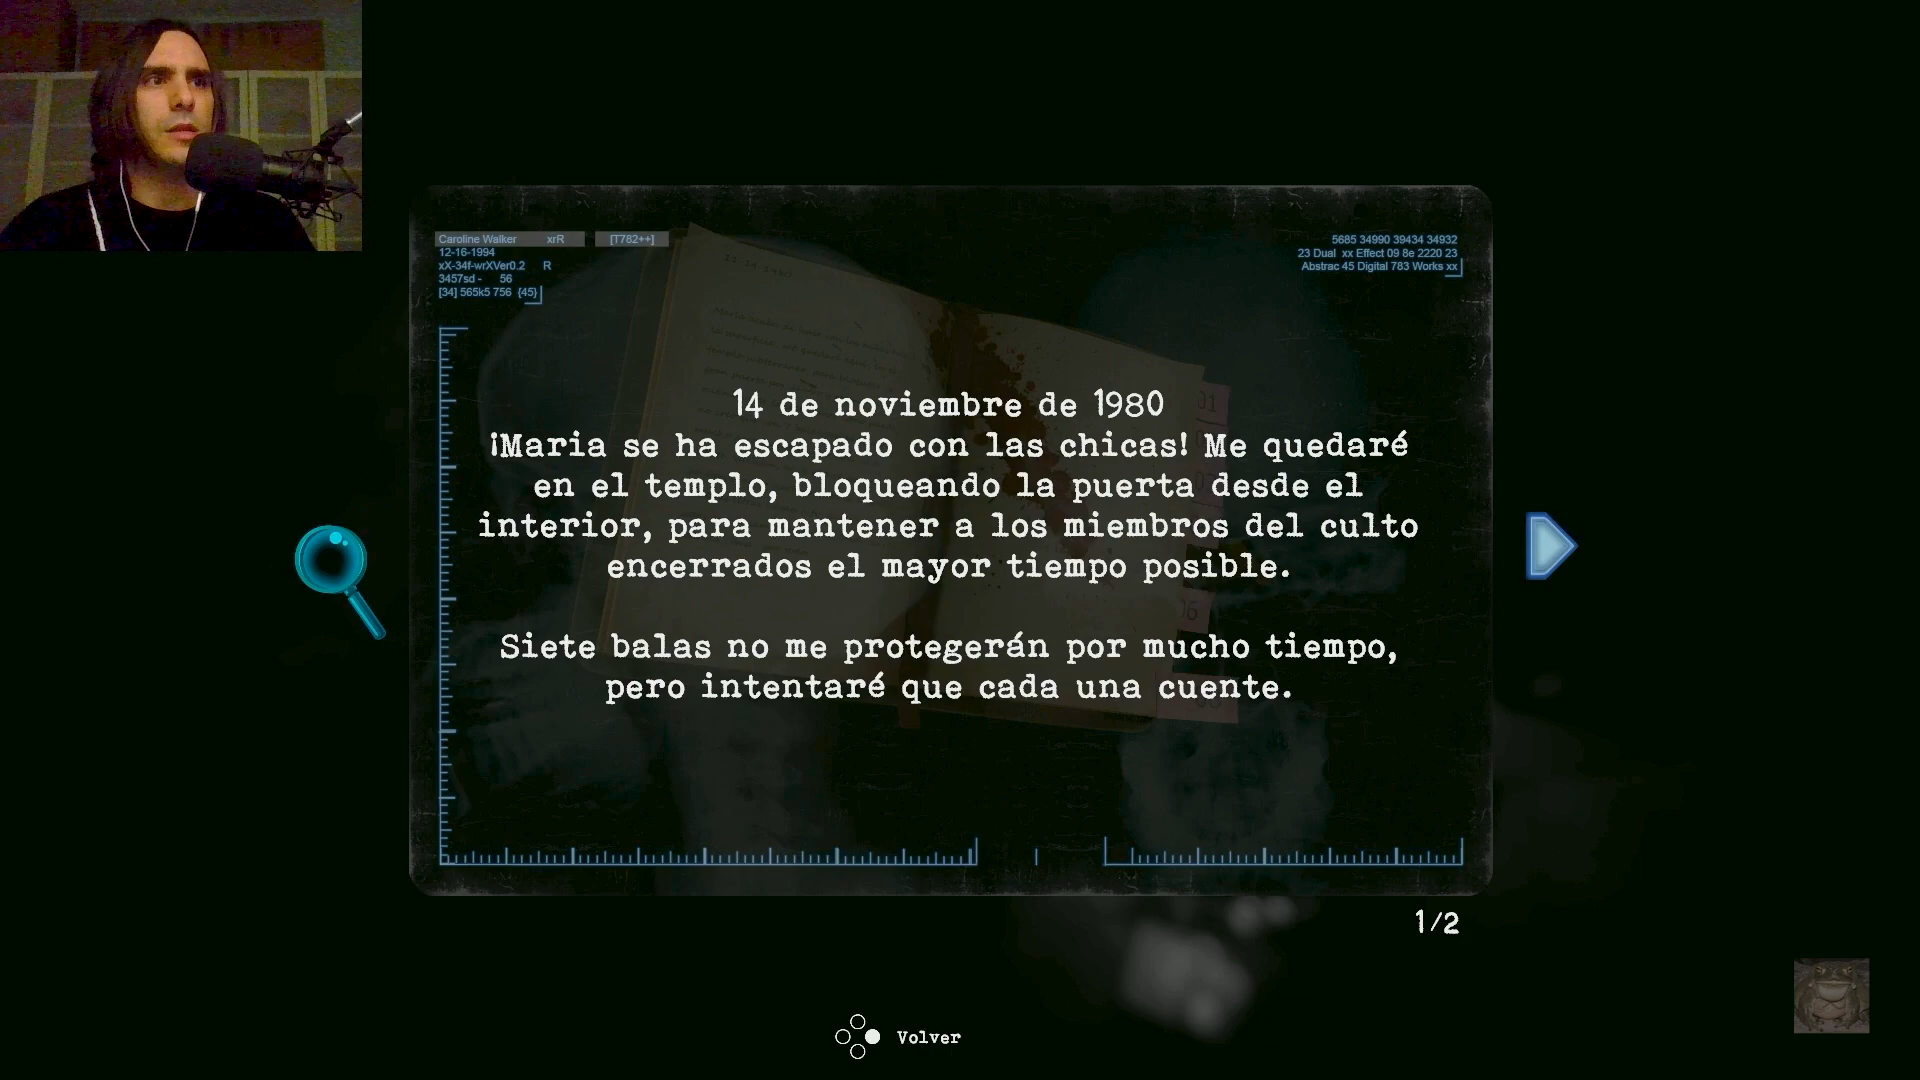 Caroline Walker xrR [T782++]
12-16-1994
xX-34f-wrXVer0.2 R
3457sd - 56
[34] 565k5 756 {45}
5685 34990 39434 34932
23 Dual xx Effect 09 8e 2220 23
Abstrac 45 Digital 783 Works xx
14 de noviembre de 1980
¡Maria se ha escapado con las chicas! Me quedaré
en el templo, bloqueando la puerta desde el
interior, para mantener a los miembros del culto
encerrados el mayor tiempo posible.
Siete balas no me protegerán por mucho tiempo,
pero intentaré que cada una cuente.
1/2
Volver